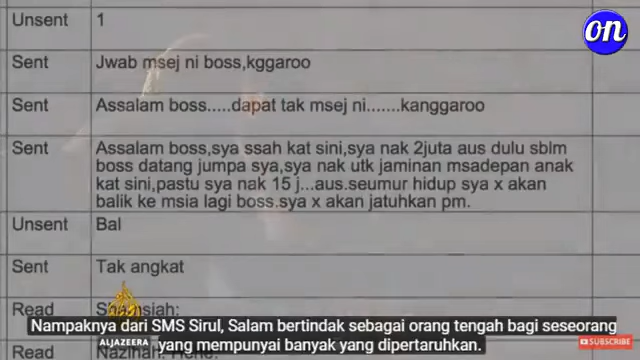 on
Unsent 1
Sent Jwab msej ni boss,kggaroo
Sent Assalam boss.....dapat tak msej ni.......kanggaroo
Sent Assalam boss,sya ssah kat sini,sya nak 2juta aus dulu sblm
boss datang jumpa sya,sya nak utk jaminan msadepan anak
kat sini,pastu sya nak 15 j...aus.seumur hidup sya x akan
balik ke msia lagi boss.sya x akan jatuhkan pm.
Unsent Bal
Sent Tak angkat
Read
Nampaknya dari SMS Sirul, Salam bertindak sebagai orang tengah bagi seseorang
yang mempunyai banyak yang dipertaruhkan.
ALJAZEERA
SUBSCRIBE
Read